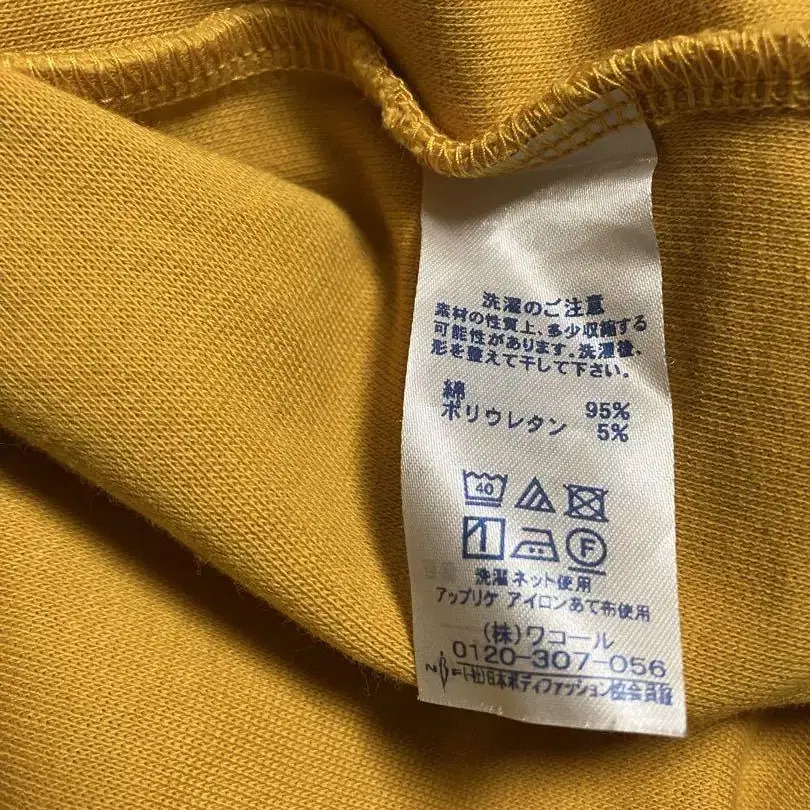 洗濯のご注意
素材の性質上、多少収縮する
可能性があります。洗濯後、
形を整えて干して下さい。
綿 95%
ポリウレタン 5%
40
F
洗濯ネット使用
アップリケ アイロンあて布使用
(株)ワコール
0120-307-056
(一社)日本ボディファッション協会員証